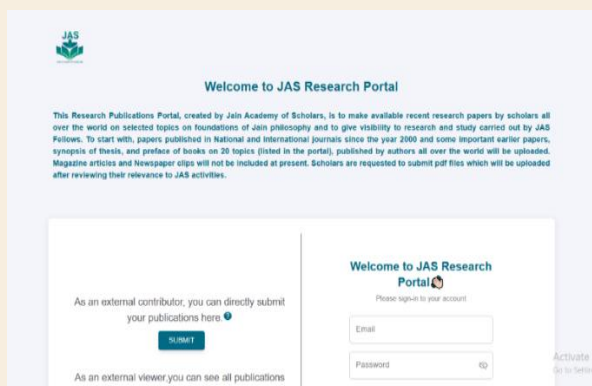 JAS
Welcome to JAS Research Portal
This Research Publications Portal, created by Jain Academy of Scholars, is to make available recent research papers by scholars all
over the world on selected topics on foundations of Jain philosophy and to give visibility to research and study carried out by JAS
Fellows. To start with, papers published in National and International journals since the year 2000 and some important earlier papers,
synopsis of thesis, and preface of books on 20 topics (listed in the portal), published by authors all over the world will be uploaded.
Magazine articles and Newspaper clips will not be included at present. Scholars are requested to submit pdf files which will be uploaded
after reviewing their relevance to JAS activities.
As an external contributor, you can directly submit
your publications here.
SUBMIT
As an external viewer,you can see all publications
Welcome to JAS Research
Portal
Please sign-in to your account
Email
Password
Activate
Go to Settin